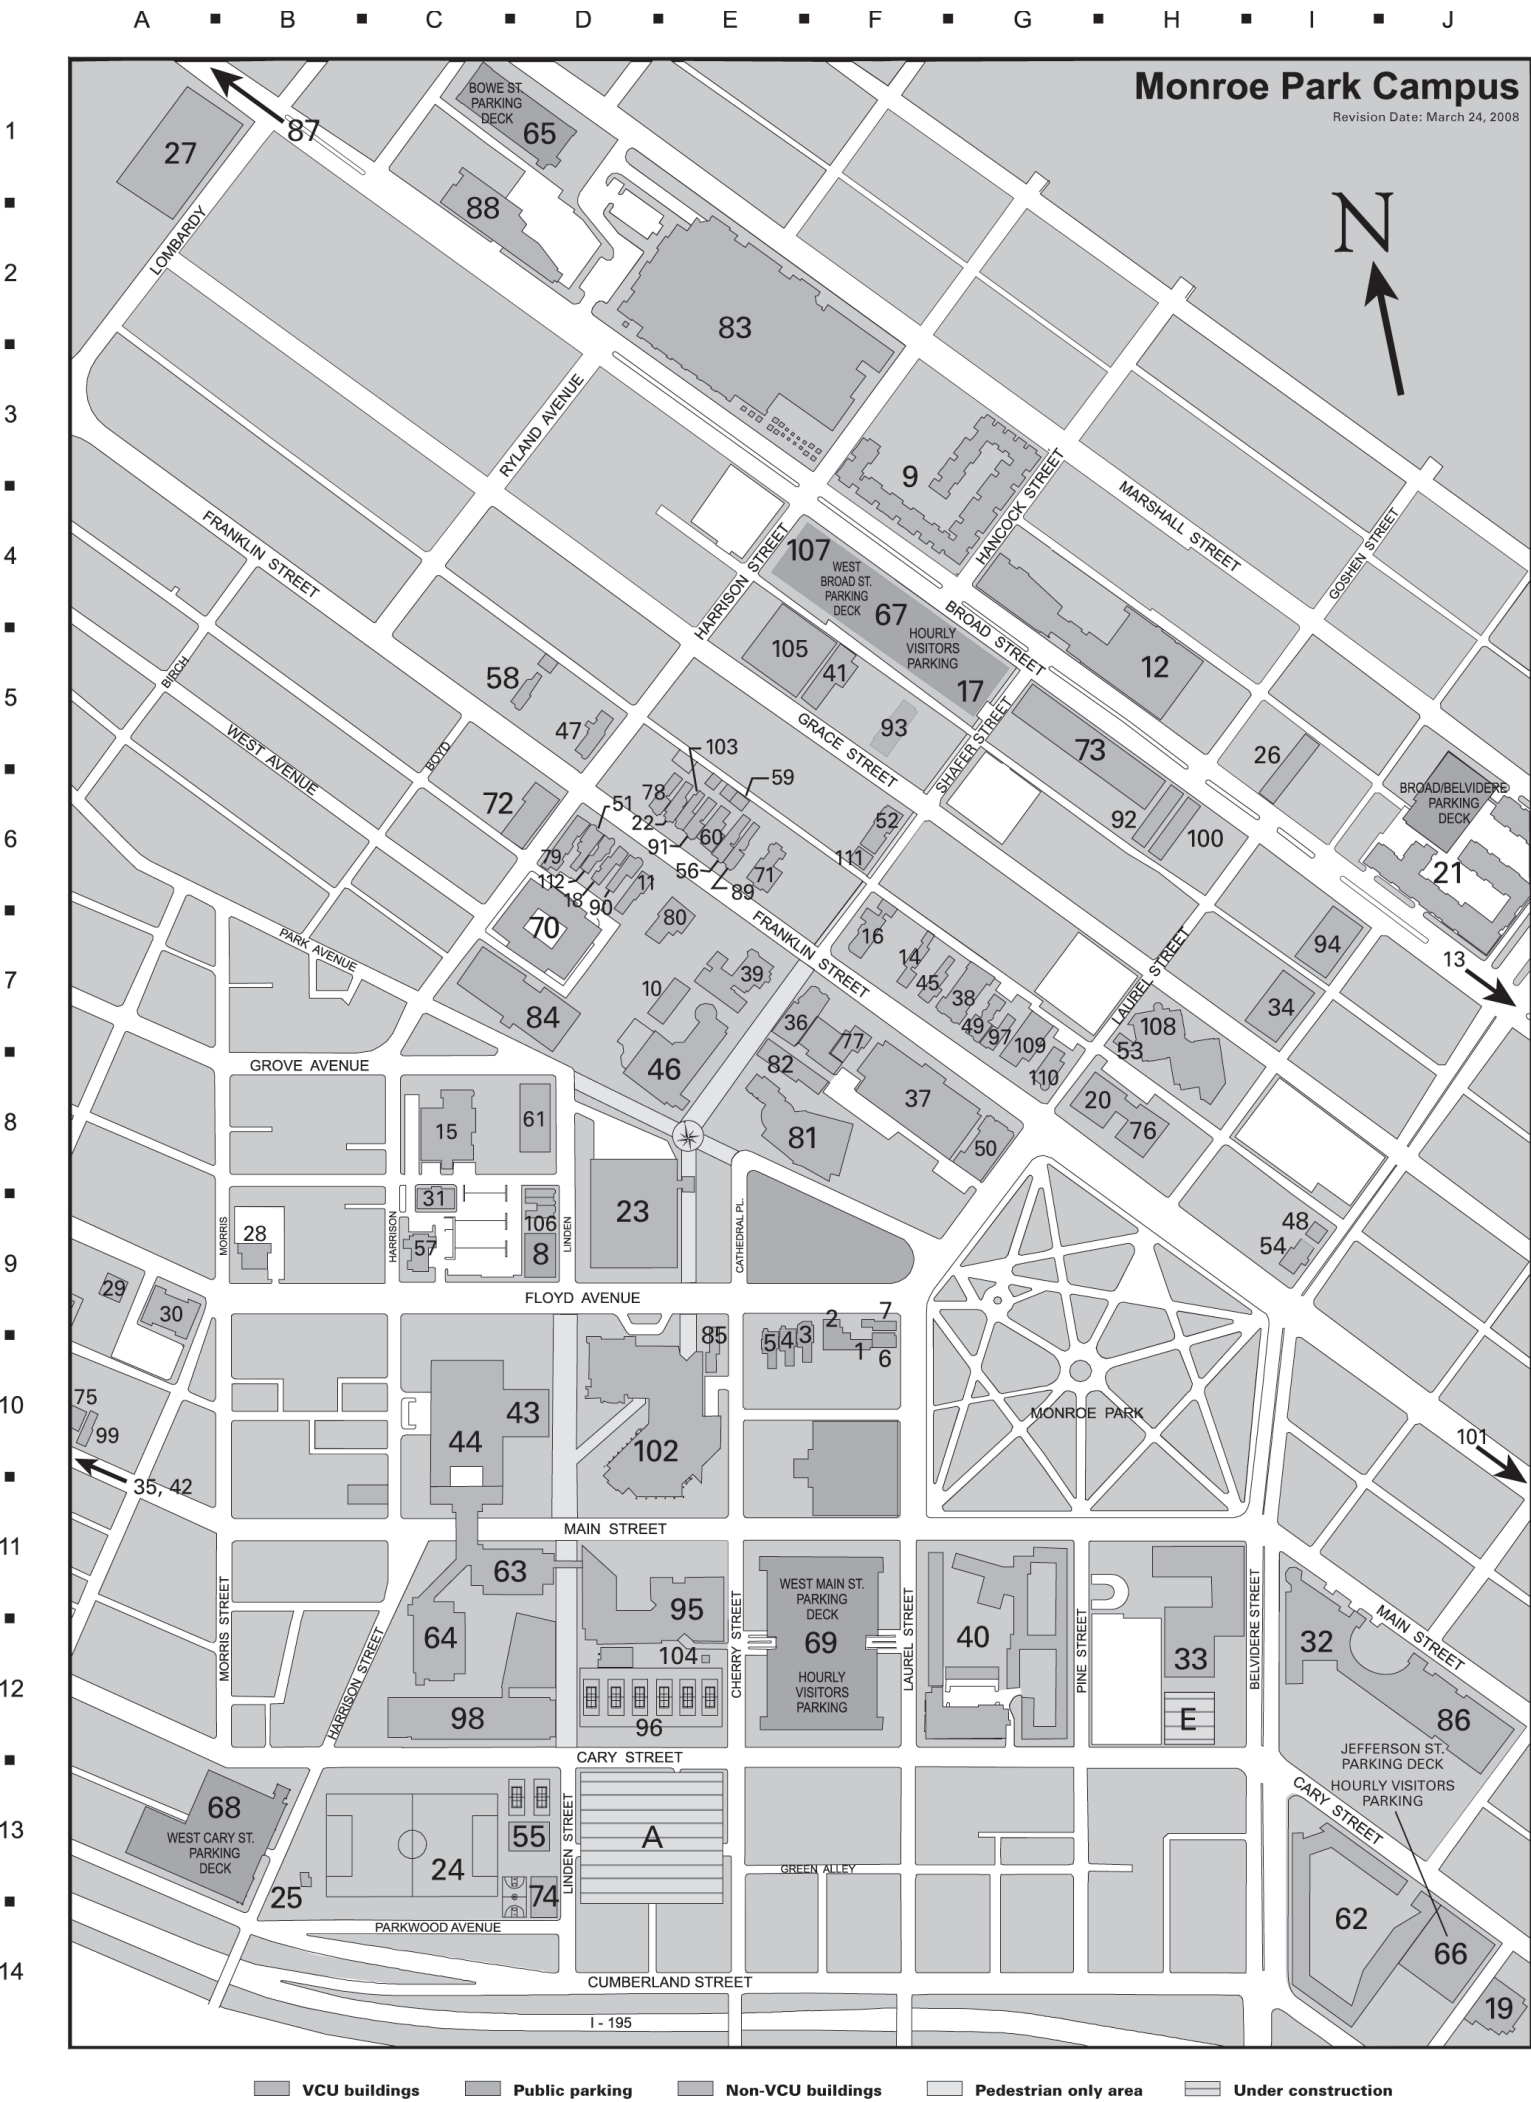 A B C D E F G H I J
Monroe Park Campus
Revision Date: March 24, 2008
N
1
2
3
4
5
6
7
8
9
10
11
12
13
14
BOWE ST.
PARKING
DECK
65
87
27
88
LOMBARDY
83
RYLAND AVENUE
9
HANCOCK STREET
MARSHALL STREET
GOSHEN STREET
FRANKLIN STREET
HARRISON STREET
107
WEST
BROAD ST.
PARKING
DECK
67
HOURLY
VISITORS
PARKING
17
BROAD STREET
12
105
41
93
58
47
BIRCH
WEST AVENUE
BOYD
GRACE STREET
SHAFER STREET
73
26
BROAD/BELVIDERE
PARKING
DECK
21
103
59
78
22
91
60
56
89
71
52
111
92
100
72
51
79
112
18
90
11
70
80
PARK AVENUE
FRANKLIN STREET
16
14
45
38
49
97
109
110
LAUREL STREET
94
13
34
108
53
39
10
84
46
36
77
82
37
81
50
20
76
GROVE AVENUE
15
61
31
106
57
8
23
MORRIS
HARRISON
LINDEN
CATHEDRAL PL.
28
29
30
48
54
FLOYD AVENUE
85
5
4
3
2
1
7
6
75
99
35, 42
43
44
102
MONROE PARK
101
MAIN STREET
63
64
95
104
96
98
MORRIS STREET
HARRISON STREET
CHERRY STREET
WEST MAIN ST.
PARKING
DECK
69
HOURLY
VISITORS
PARKING
LAUREL STREET
40
PINE STREET
33
E
BELVIDERE STREET
32
MAIN STREET
86
CARY STREET
JEFFERSON ST.
PARKING DECK
HOURLY VISITORS
PARKING
CARY STREET
68
WEST CARY ST.
PARKING
DECK
25
24
55
74
LINDEN STREET
A
GREEN ALLEY
62
66
19
PARKWOOD AVENUE
CUMBERLAND STREET
I - 195
VCU buildings
Public parking
Non-VCU buildings
Pedestrian only area
Under construction